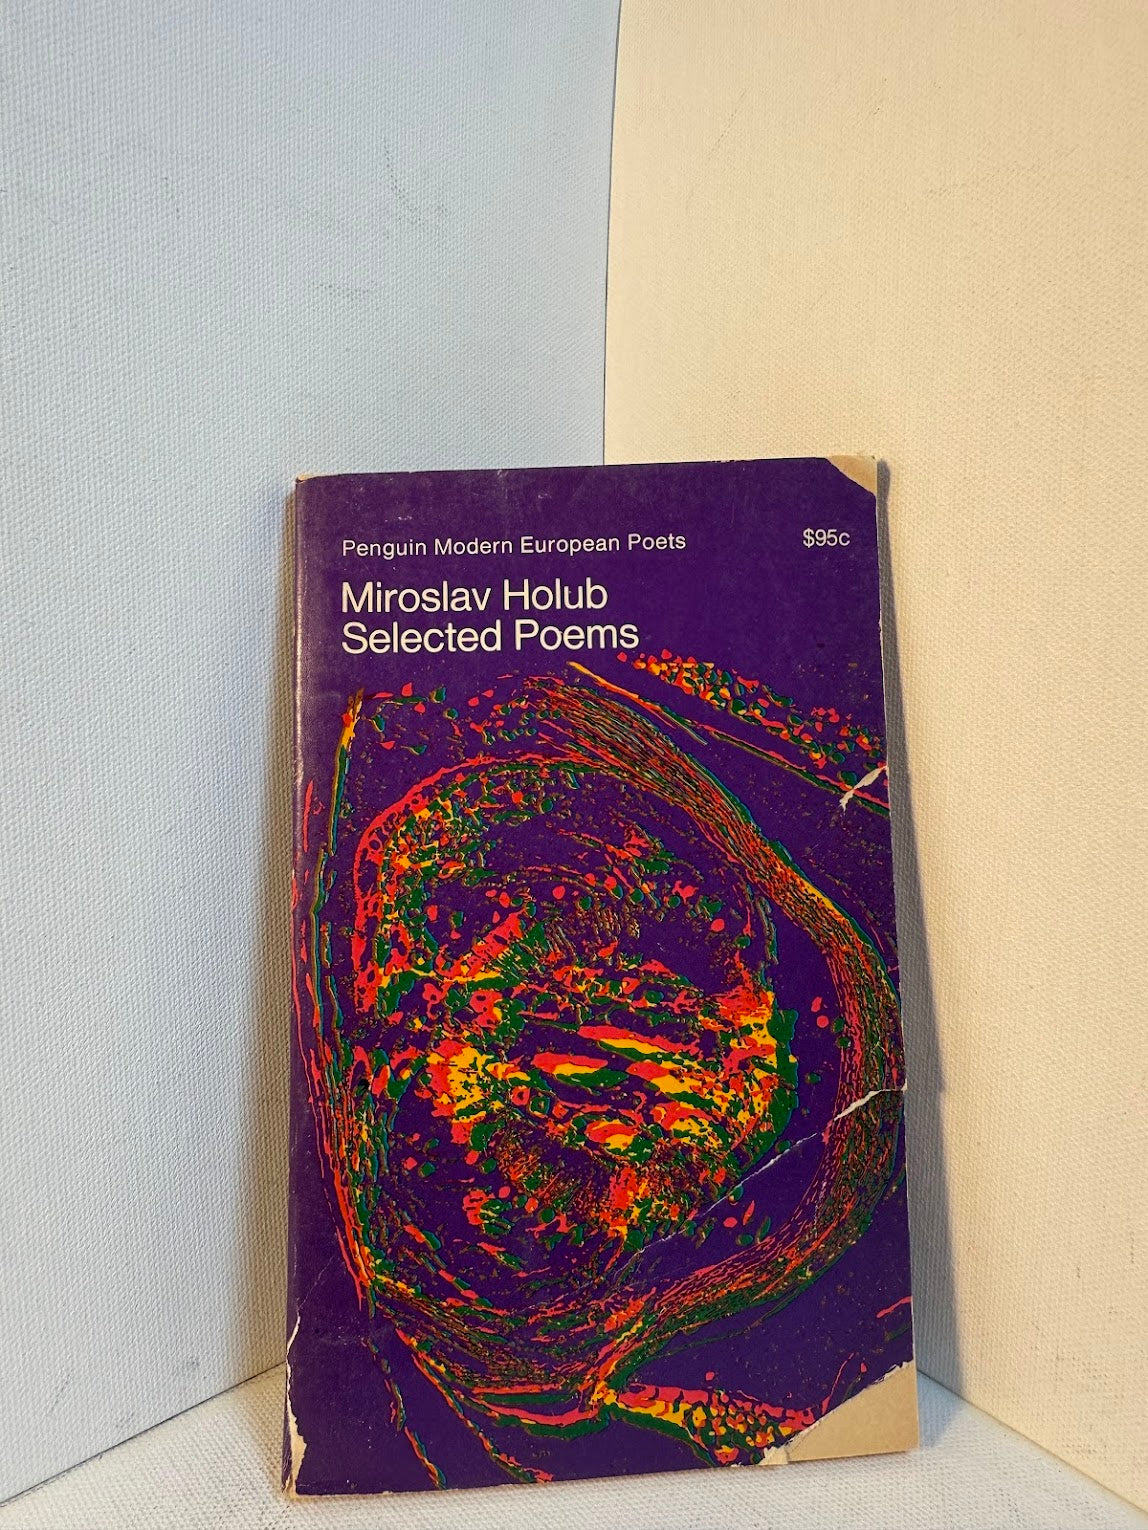 Penguin Modern European Poets
$95c
Miroslav Holub
Selected Poems